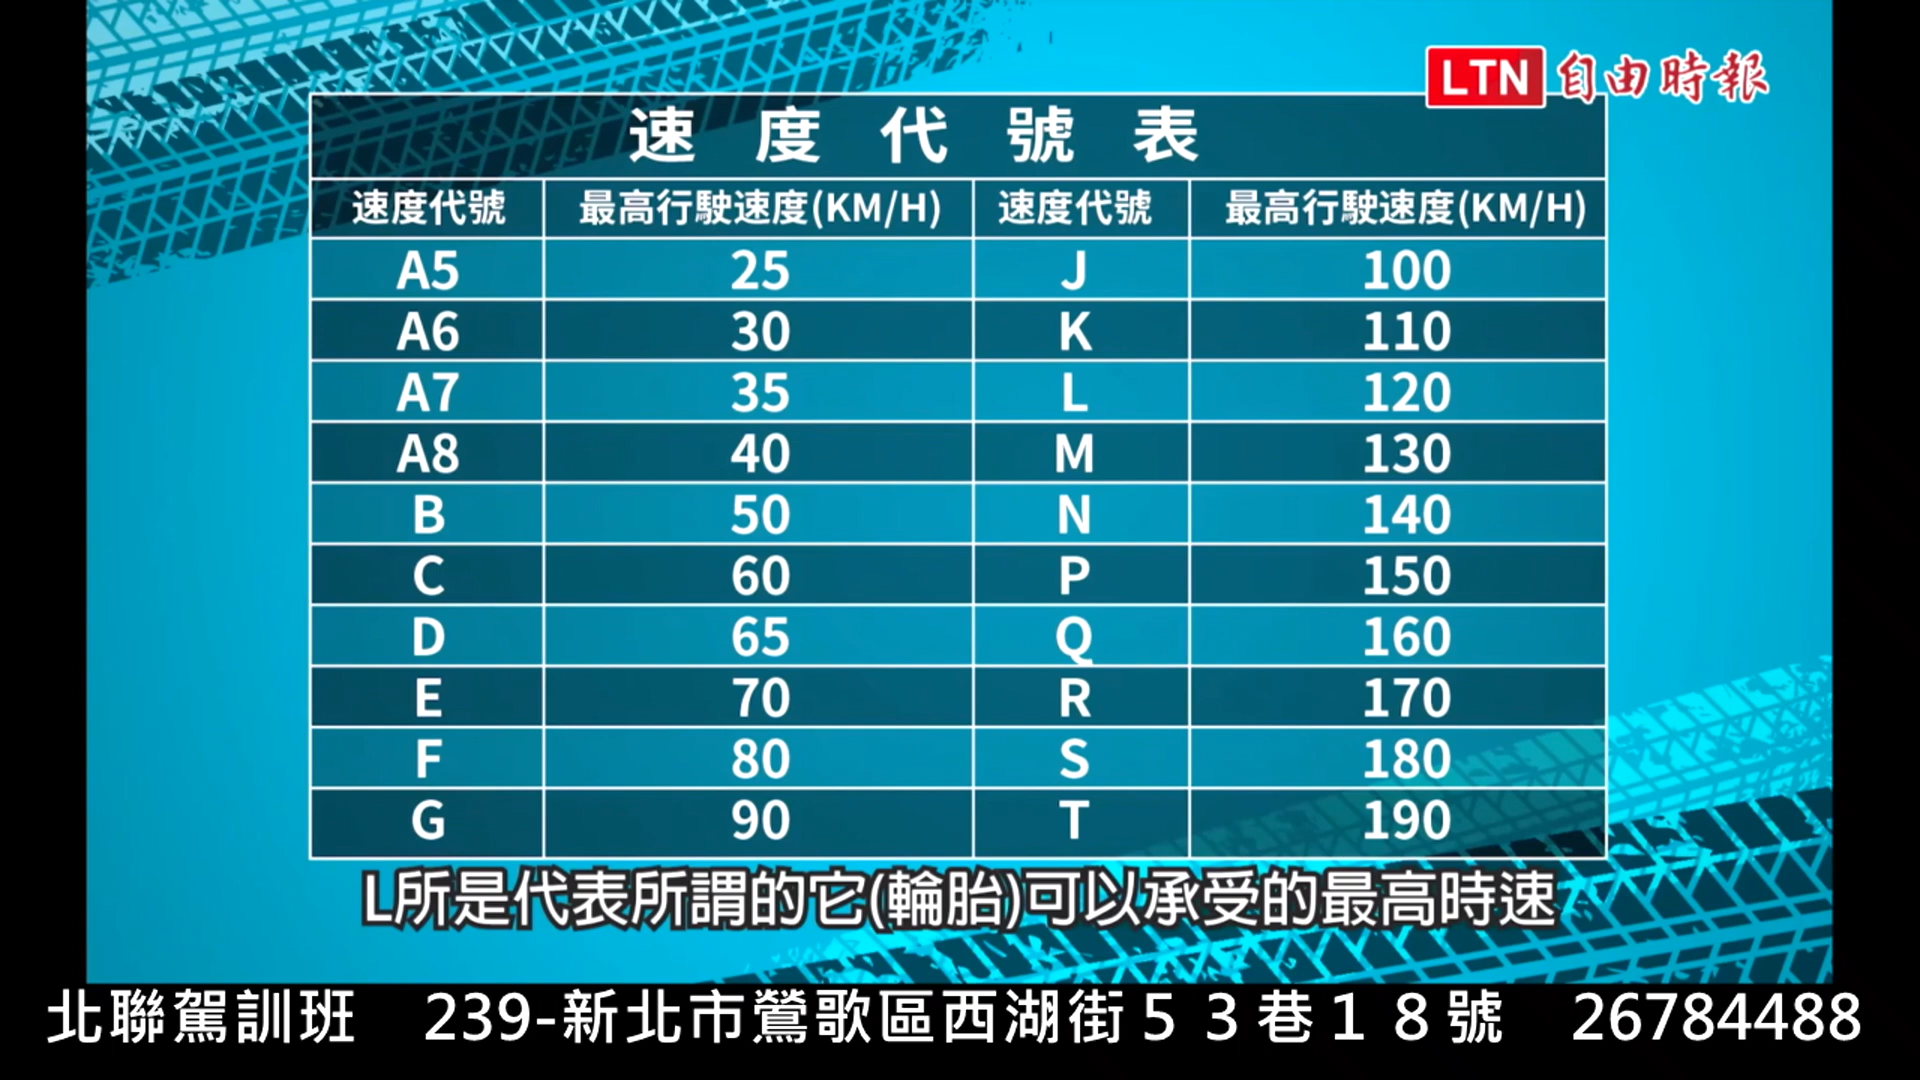 LTN 自由時報
速度代號表
速度代號 最高行駛速度(KM/H) 速度代號 最高行駛速度(KM/H)
A5 25 J 100
A6 30 K 110
A7 35 L 120
A8 40 M 130
B 50 N 140
C 60 P 150
D 65 Q 160
E 70 R 170
F 80 S 180
G 90 T 190
L所是代表所謂的它(輪胎)可以承受的最高時速
北聯駕訓班 239-新北市鶯歌區西湖街５３巷１８號 26784488